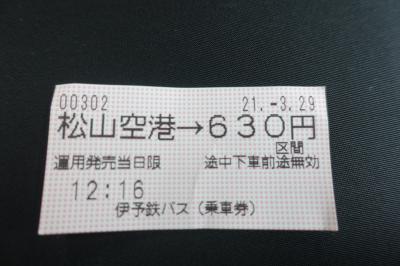 00302 21.-3.29
松山空港→630円
区間
運用発売当日限 途中下車前途無効
12:16
伊予鉄バス(乗車券)